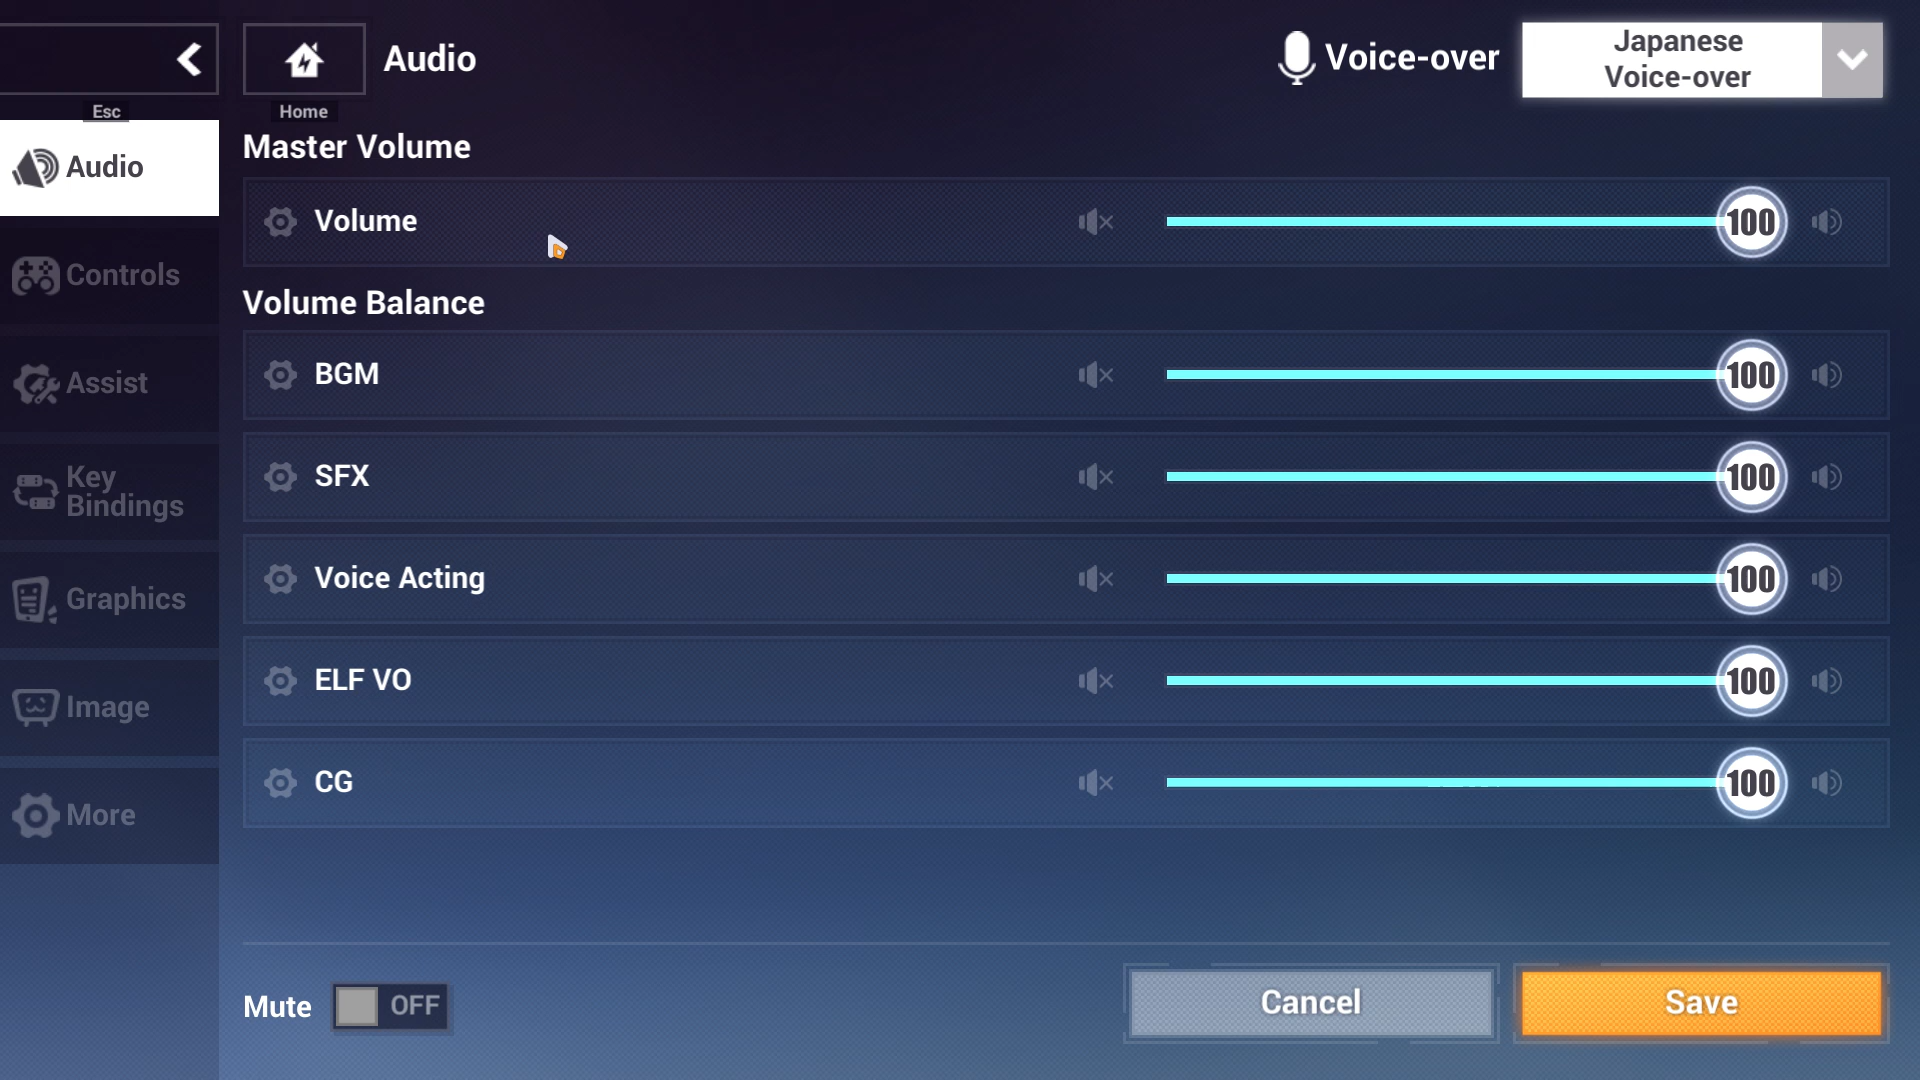 Audio
Voice-over
Japanese
Voice-over
Esc
Home
Audio
Controls
Assist
Key
Bindings
Graphics
Image
More
Master Volume
Volume
100
Volume Balance
BGM
100
SFX
100
Voice Acting
100
ELF VO
100
CG
100
Mute
OFF
Cancel
Save